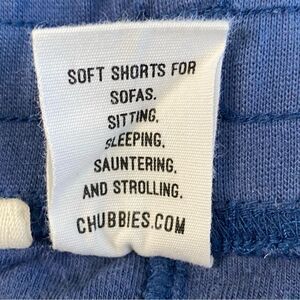 SOFT SHORTS FOR
SOFAS.
SITTING,
SLEEPING,
SAUNTERING,
AND STROLLING.
CHUBBIES.COM